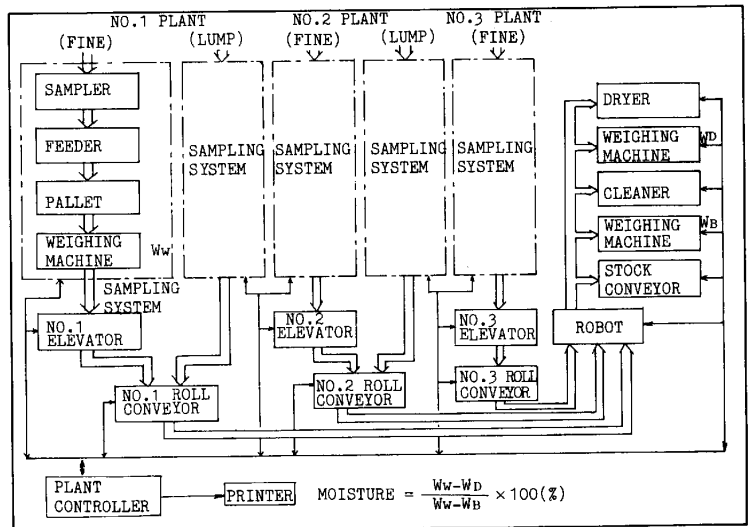 NO.1 PLANT NO.2 PLANT NO.3 PLANT
(FINE) (LUMP) (FINE) (LUMP) (FINE)
SAMPLER
FEEDER
PALLET
WEIGHING
MACHINE
Ww
SAMPLING
SYSTEM
SAMPLING
SYSTEM
SAMPLING
SYSTEM
SAMPLING
SYSTEM
SAMPLING
SYSTEM
DRYER
WEIGHING
MACHINE
WD
CLEANER
WEIGHING
MACHINE
WB
STOCK
CONVEYOR
ROBOT
NO.1
ELEVATOR
NO.2
ELEVATOR
NO.3
ELEVATOR
NO.1 ROLL
CONVEYOR
NO.2 ROLL
CONVEYOR
NO.3 ROLL
CONVEYOR
PLANT
CONTROLLER
PRINTER
MOISTURE = Ww-WD / Ww-WB ×100(%)